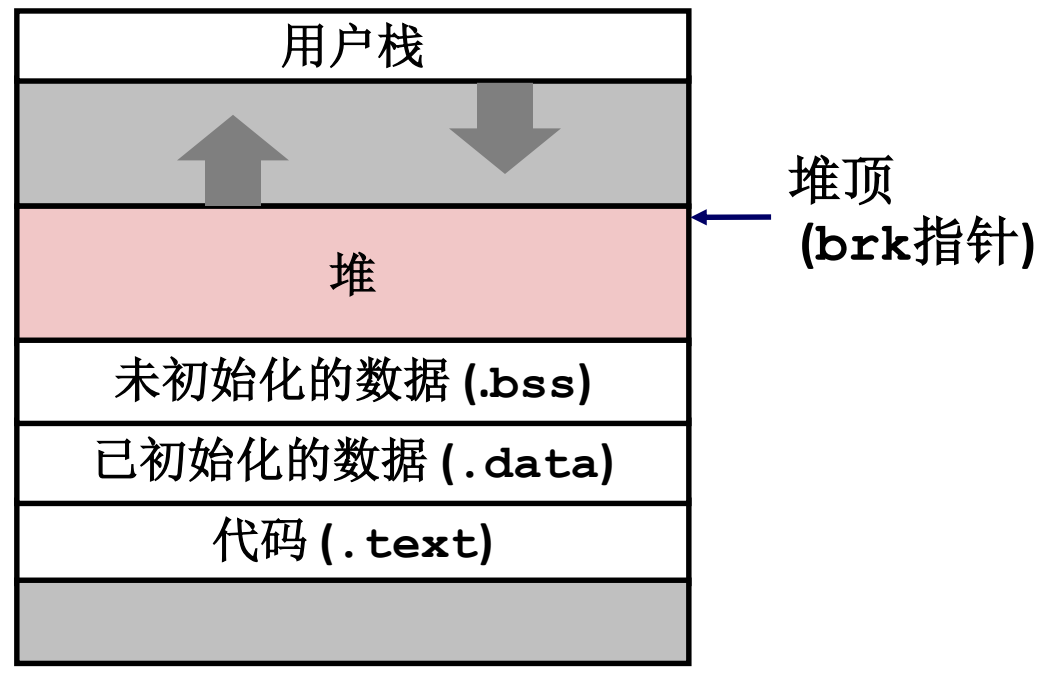 用户栈
堆顶
(brk指针)
堆
未初始化的数据 (.bss)
已初始化的数据 (.data)
代码 (.text)